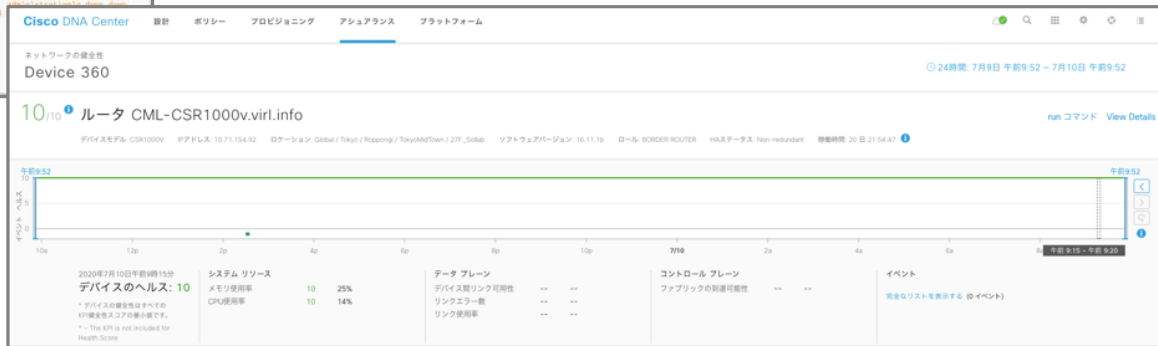 Cisco DNA Center 設計 ポリシー プロビジョニング アシュアランス プラットフォーム
ネットワークの健全性
Device 360
24時間: 7月9日 午前9:52 – 7月10日 午前9:52
10/10 ルータ CML-CSR1000v.virl.info
run コマンド View Details
デバイスモデル: CSR1000V IPアドレス: 10.71.154.92 ロケーション: Global / Tokyo / Roppongi / TokyoMidTown / 27F_Sollab ソフトウェアバージョン: 16.11.1b ロール: BORDER ROUTER HAステータス: Non-redundant 稼働時間: 20 日 21:54:47
午前9:52 午前9:52
10
5
0
ヘルス
イベント
10a 12p 2p 4p 6p 8p 10p 7/10 2a 4a 6a
午前 9:15 ~ 午前 9:20
2020年7月10日午前9時15分
デバイスのヘルス: 10
* デバイスの健全性はすべての
KPI健全性スコアの最小値です。
* - The KPI is not included for
Health Score
システム リソース
メモリ使用率 10 25%
CPU使用率 10 14%
データ プレーン
デバイス間リンク可用性 -- --
リンクエラー数 -- --
リンク使用率 -- --
コントロール プレーン
ファブリックの到達可能性 -- --
イベント
完全なリストを表示する (0 イベント)